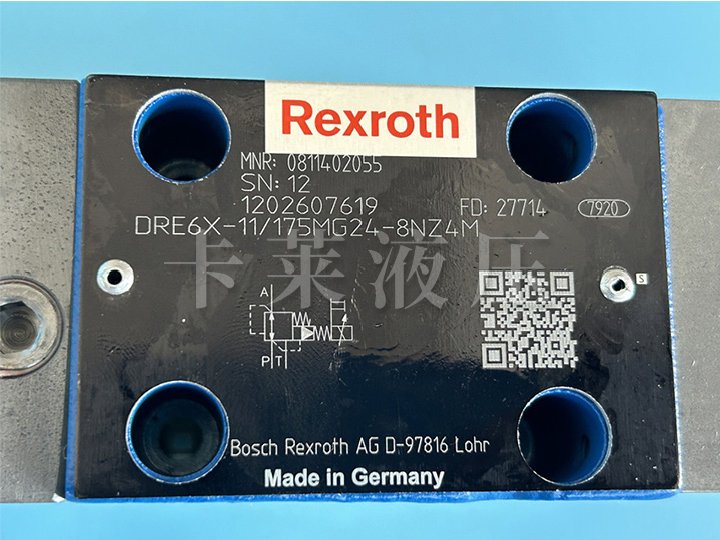 Rexroth
MNR: 0811402055
SN: 12
1202607619 FD: 27714 7920
DRE6X-11/175MG24-8NZ4M
卡莱液压
S
A
P T
Bosch Rexroth AG D-97816 Lohr
Made in Germany